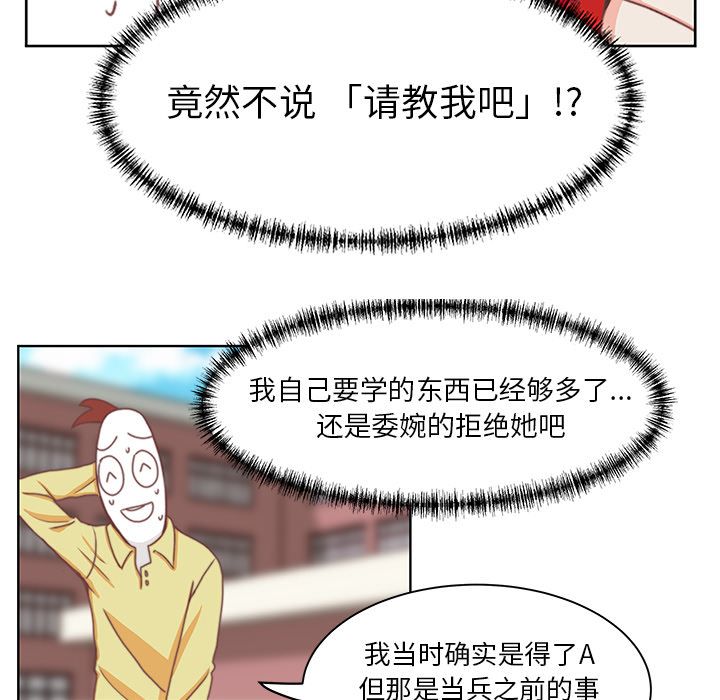 竟然不说「请教我吧」!?
我自己要学的东西已经够多了...
还是委婉的拒绝她吧
我当时确实是得了A
但那是当兵之前的事